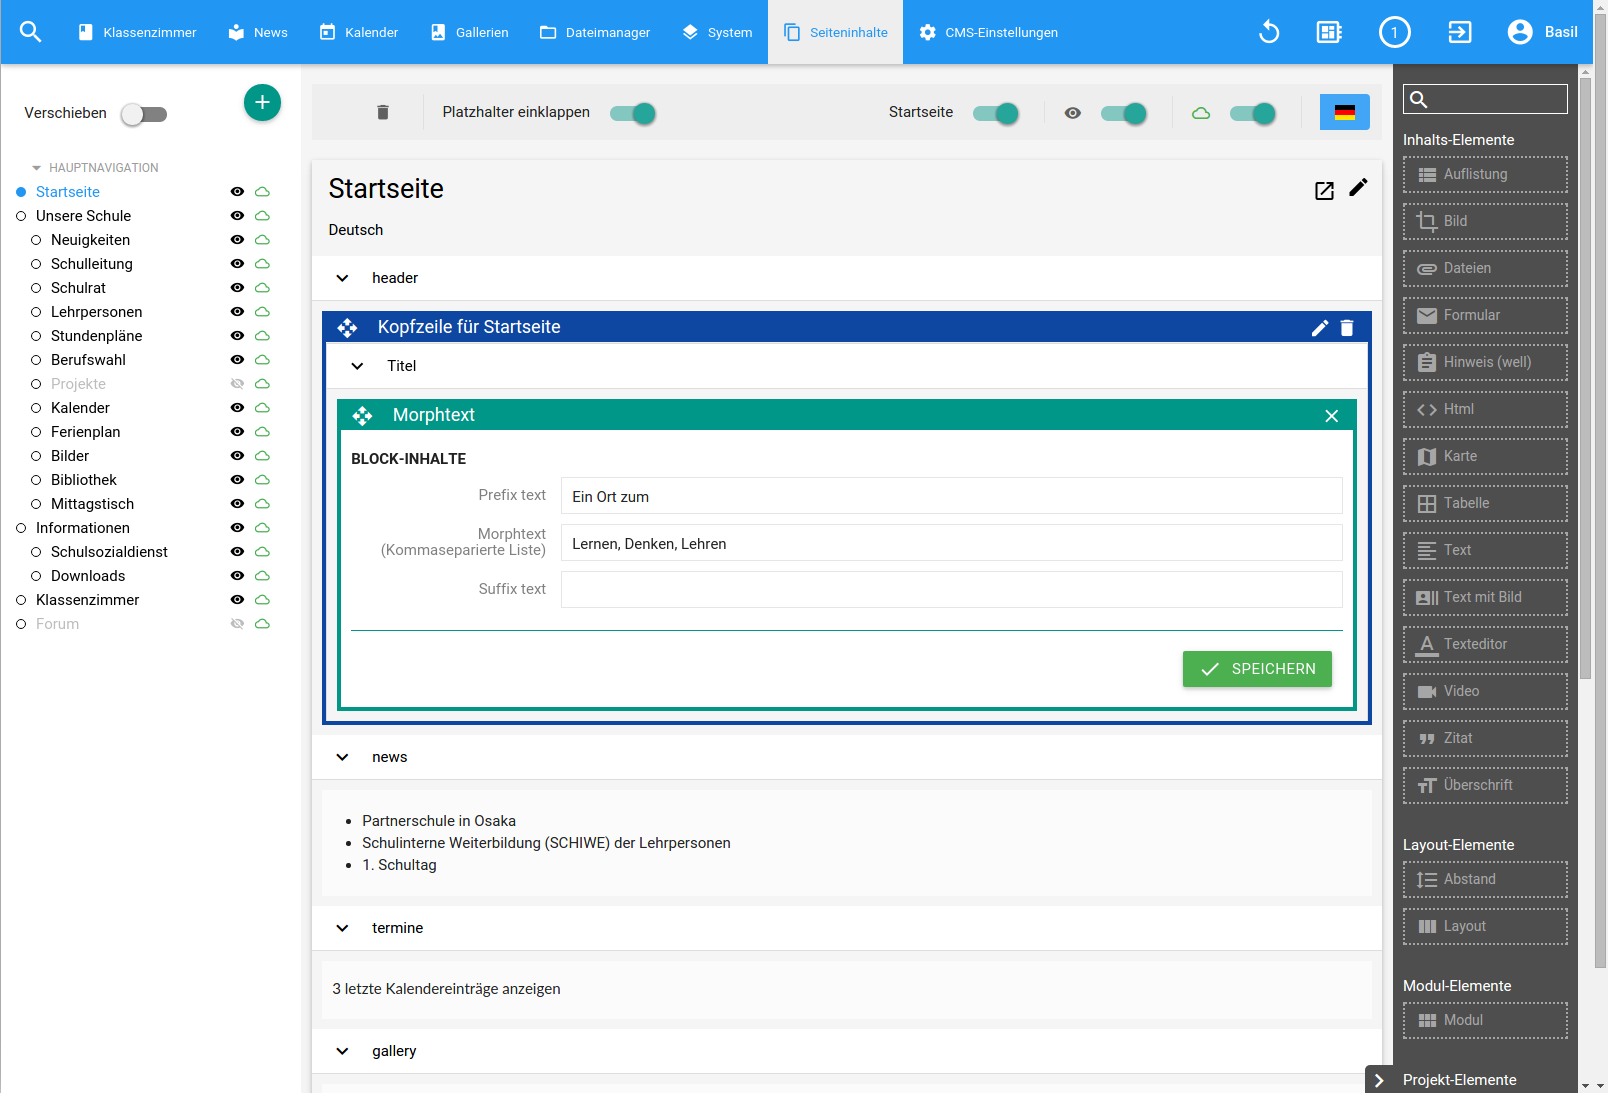 Klassenzimmer News Kalender Gallerien Dateimanager System Seiteninhalte CMS-Einstellungen 1 Basil
Verschieben
HAUPTNAVIGATION
Startseite
Unsere Schule
Neuigkeiten
Schulleitung
Schulrat
Lehrpersonen
Stundenpläne
Berufswahl
Projekte
Kalender
Ferienplan
Bilder
Bibliothek
Mittagstisch
Informationen
Schulsozialdienst
Downloads
Klassenzimmer
Forum
Platzhalter einklappen Startseite
Startseite
Deutsch
header
Kopfzeile für Startseite
Titel
Morphtext
BLOCK-INHALTE
Prefix text Ein Ort zum
Morphtext
(Kommaseparierte Liste) Lernen, Denken, Lehren
Suffix text
SPEICHERN
news
Partnerschule in Osaka
Schulinterne Weiterbildung (SCHIWE) der Lehrpersonen
1. Schultag
termine
3 letzte Kalendereinträge anzeigen
gallery
Inhalts-Elemente
Auflistung
Bild
Dateien
Formular
Hinweis (well)
Html
Karte
Tabelle
Text
Text mit Bild
Texteditor
Video
Zitat
Überschrift
Layout-Elemente
Abstand
Layout
Modul-Elemente
Modul
Projekt-Elemente